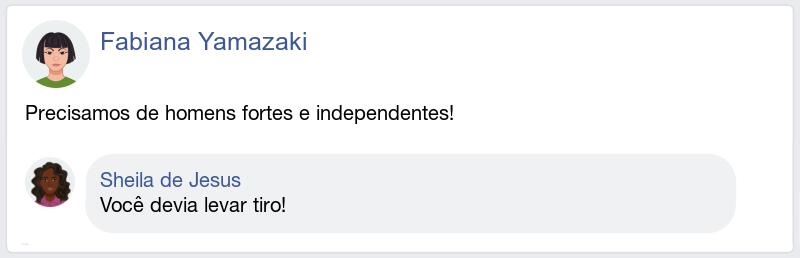 Fabiana Yamazaki
Precisamos de homens fortes e independentes!
Sheila de Jesus
Você devia levar tiro!